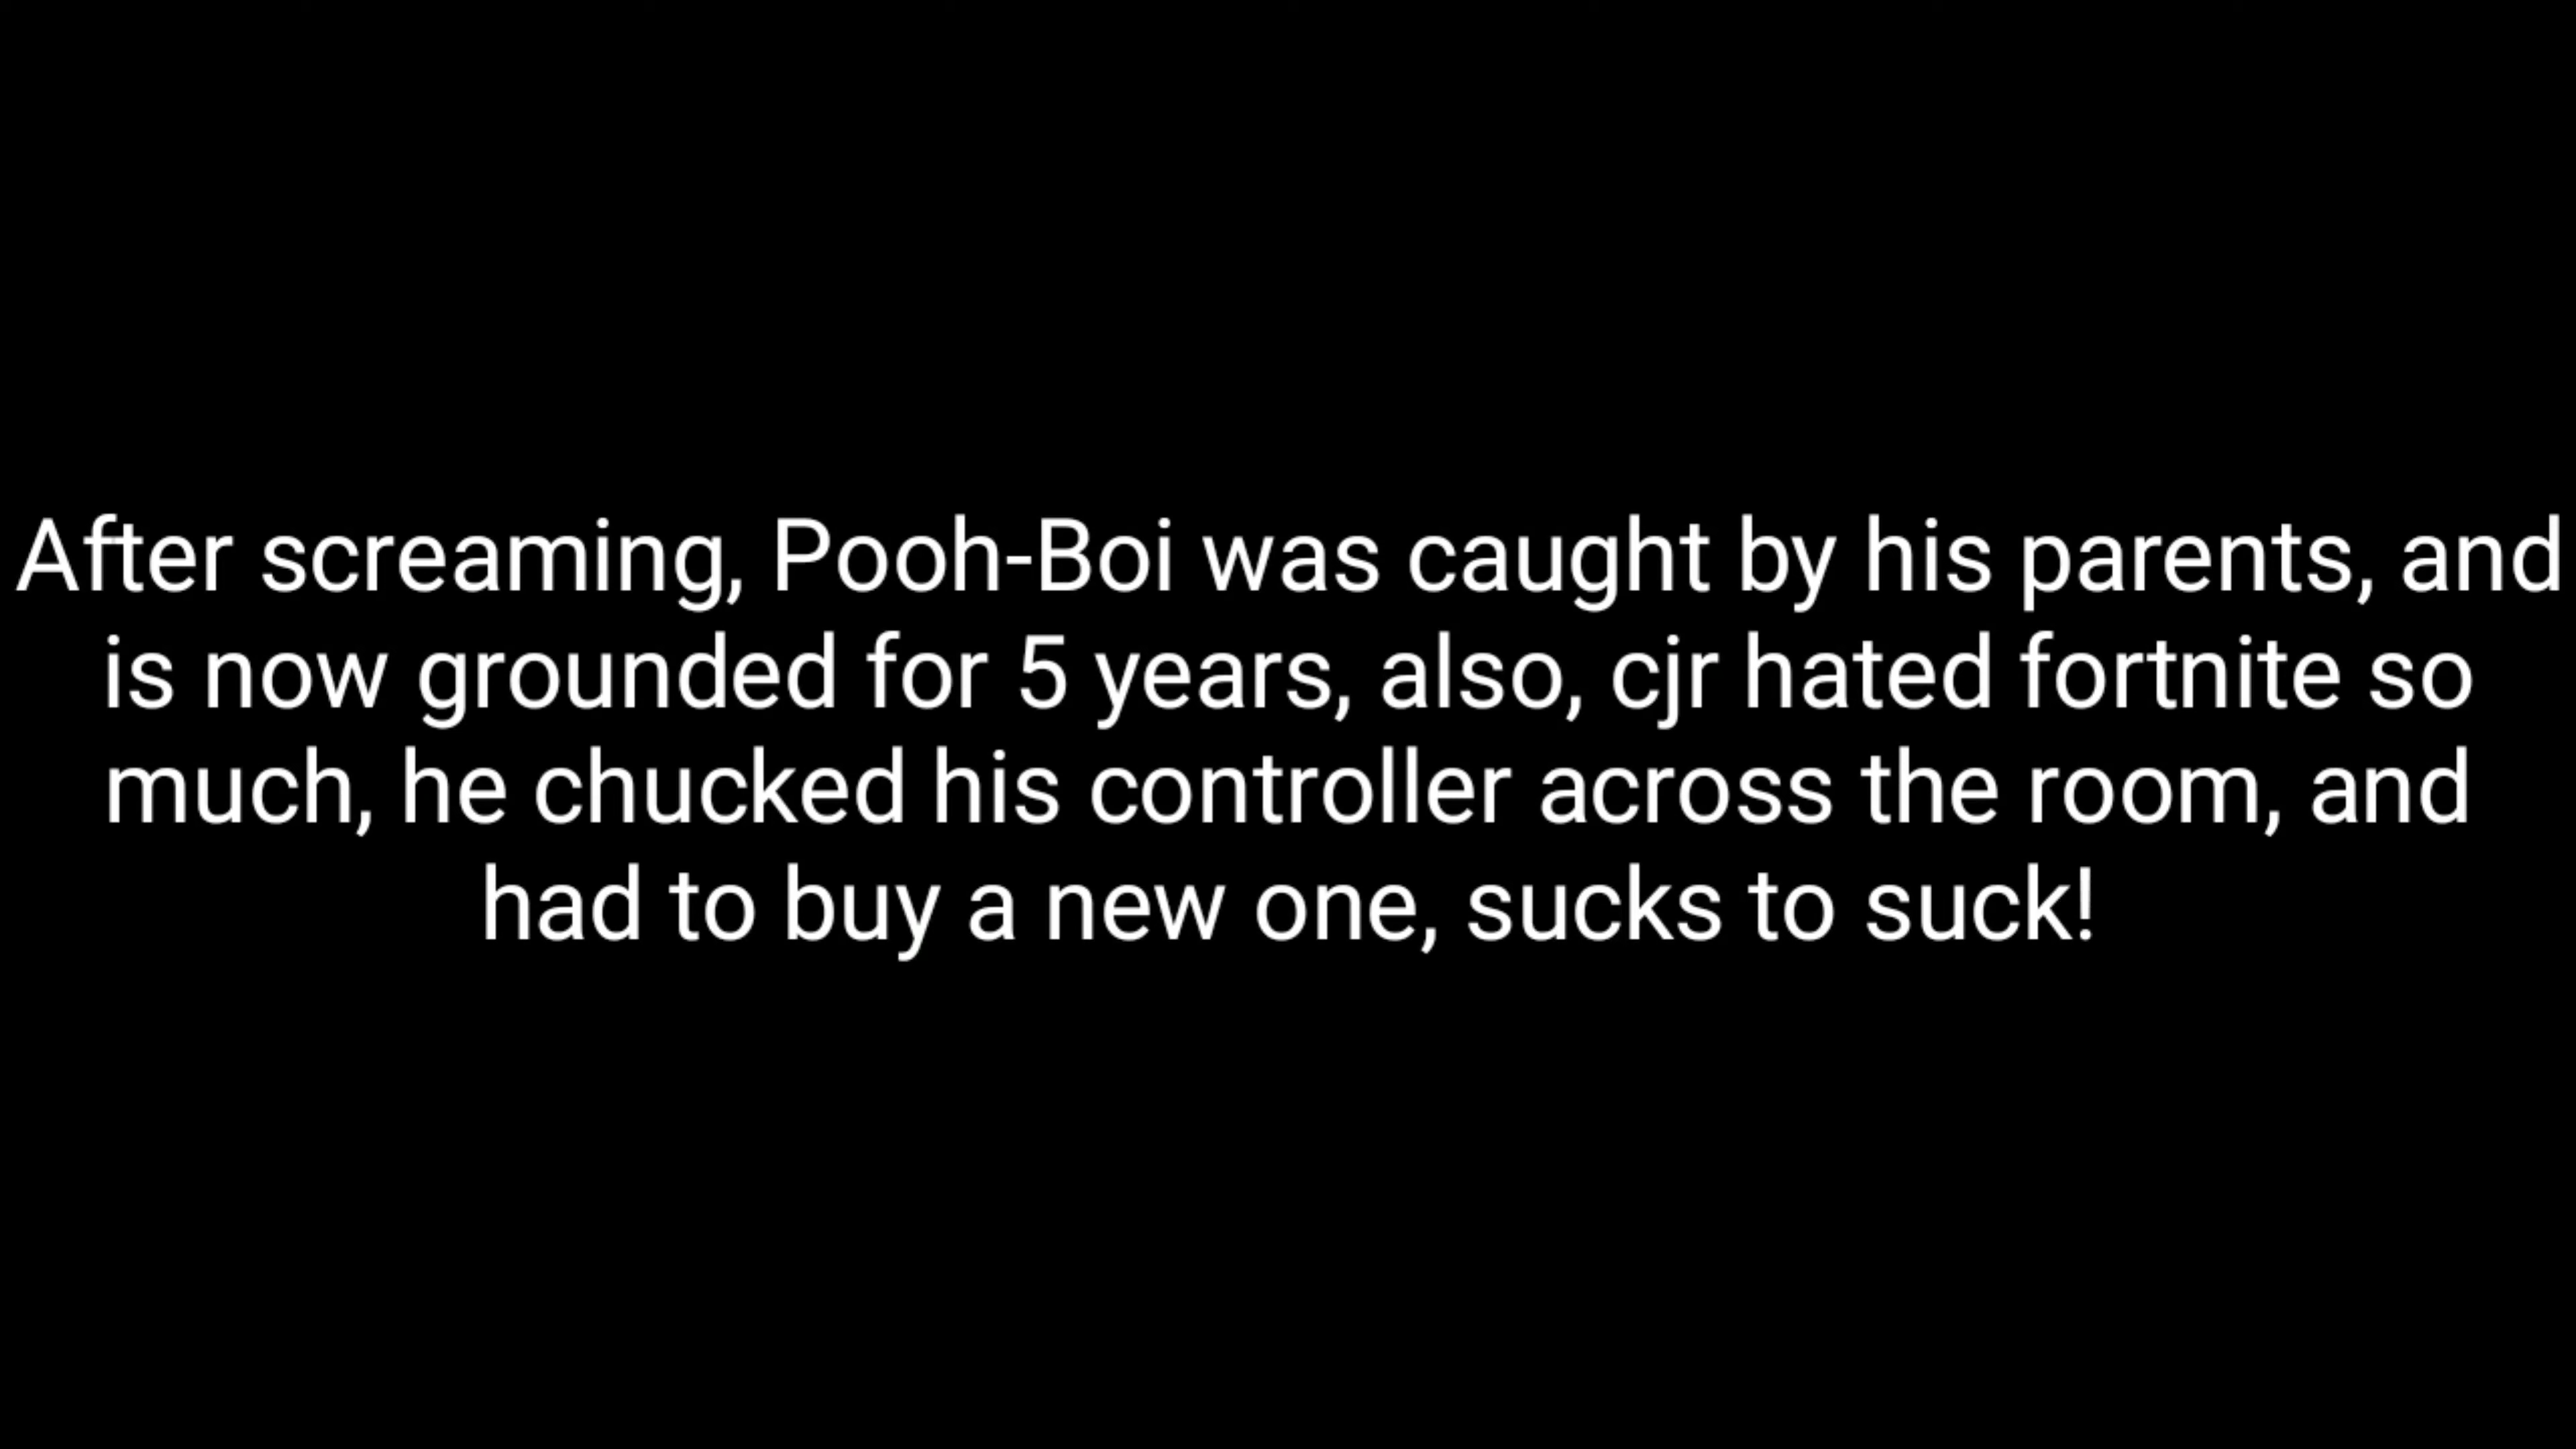 After screaming, Pooh-Boi was caught by his parents, and
is now grounded for 5 years, also, cjr hated fortnite so
much, he chucked his controller across the room, and
had to buy a new one, sucks to suck!